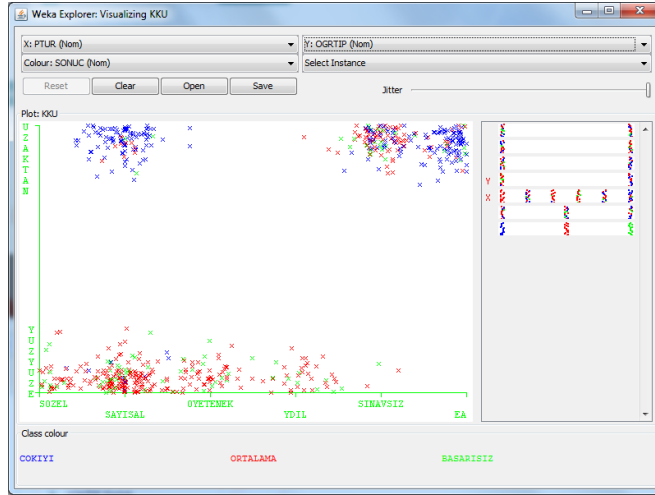 Weka Explorer: Visualizing KKU
X: PTUR (Nom)
Y: OGRTIP (Nom)
Colour: SONUC (Nom)
Select Instance
Reset
Clear
Open
Save
Jitter
Plot: KKU
UZAKTAN
YUZYUZE
Y
X
SOZEL
SAYISAL
OYETENEK
YDIL
SINAVSIZ
EA
Class colour
COKIYI
ORTALAMA
BASARISIZ